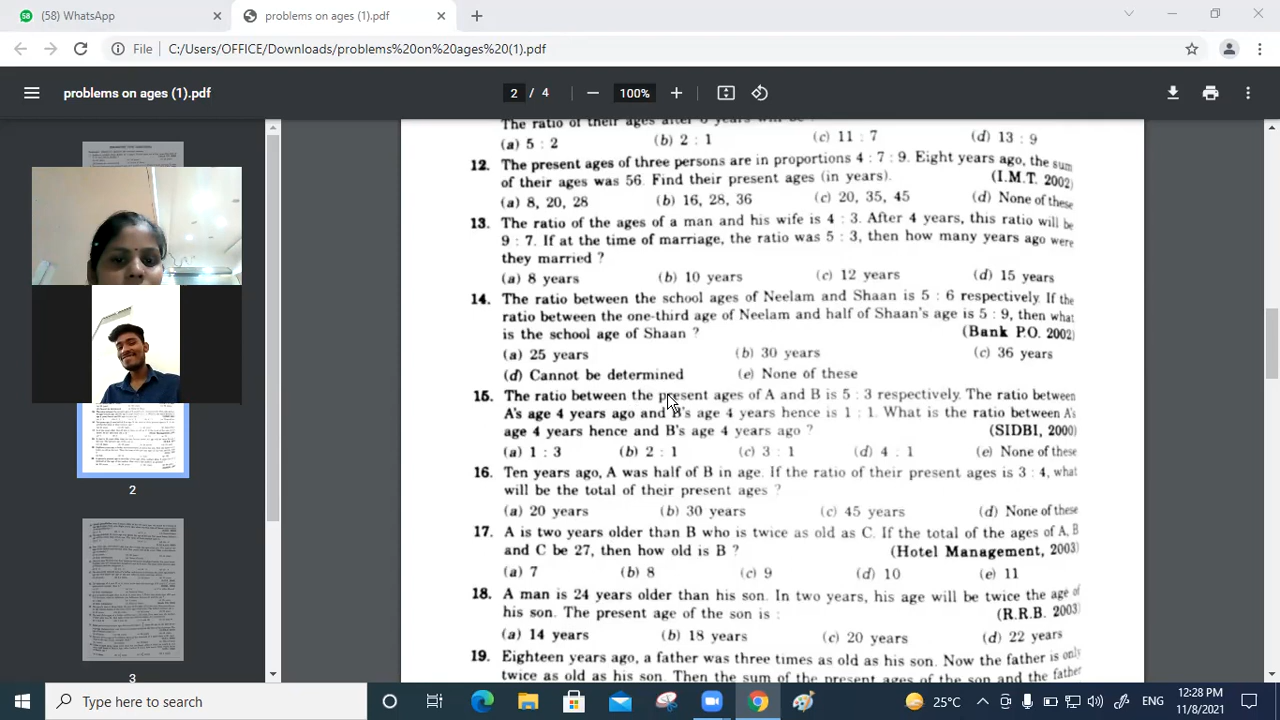 58 (58) WhatsApp
problems on ages (1).pdf
File C:/Users/OFFICE/Downloads/problems%20on%20ages%20(1).pdf
problems on ages (1).pdf
2 / 4
100%
The ratio of their ages after 6 years will be
(a) 5 : 2 (b) 2 : 1 (c) 11 : 7 (d) 13 : 9
12. The present ages of three persons are in proportions 4 : 7 : 9. Eight years ago, the sum
of their ages was 56. Find their present ages (in years). (I.M.T. 2002)
(a) 8, 20, 28 (b) 16, 28, 36 (c) 20, 35, 45 (d) None of these
13. The ratio of the ages of a man and his wife is 4 : 3. After 4 years, this ratio will be
9 : 7. If at the time of marriage, the ratio was 5 : 3, then how many years ago were
they married ?
(a) 8 years (b) 10 years (c) 12 years (d) 15 years
14. The ratio between the school ages of Neelam and Shaan is 5 : 6 respectively. If the
ratio between the one-third age of Neelam and half of Shaan's age is 5 : 9, then what
is the school age of Shaan ? (Bank P.O. 2002)
(a) 25 years (b) 30 years (c) 36 years
(d) Cannot be determined (e) None of these
15. The ratio between the present ages of A and B is 5 : 3 respectively. The ratio between
A's age 4 years ago and B's age 4 years hence is 1 : 1. What is the ratio between A's
age 4 years hence and B's age 4 years ago ? (SIDBI, 2000)
(a) 1 : 3 (b) 2 : 1 (c) 3 : 1 (d) 4 : 1 (e) None of these
16. Ten years ago, A was half of B in age. If the ratio of their present ages is 3 : 4, what
will be the total of their present ages ?
(a) 20 years (b) 30 years (c) 45 years (d) None of these
17. A is two years older than B who is twice as old as C. If the total of the ages of A, B
and C be 27, then how old is B ? (Hotel Management, 2003)
(a) 7 (b) 8 (c) 9 (d) 10 (e) 11
18. A man is 24 years older than his son. In two years, his age will be twice the age of
his son. The present age of the son is : (R.R.B. 2003)
(a) 14 years (b) 18 years (c) 20 years (d) 22 years
19. Eighteen years ago, a father was three times as old as his son. Now the father is only
twice as old as his son. Then the sum of the present ages of the son and the father
2
3
Type here to search
25°C
ENG
12:28 PM
11/8/2021